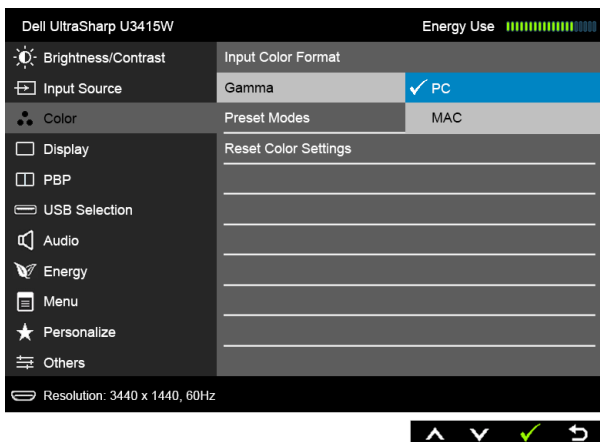 Dell UltraSharp U3415W Energy Use
Brightness/Contrast Input Color Format
Input Source Gamma PC
Color Preset Modes MAC
Display Reset Color Settings
PBP
USB Selection
Audio
Energy
Menu
Personalize
Others
Resolution: 3440 x 1440, 60Hz